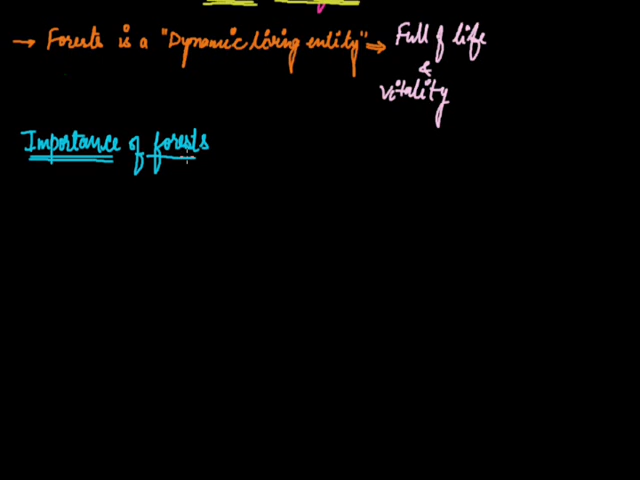 → Forests is a "Dynamic living entity" ⇒ Full of life
&
vitality
Importance of forests